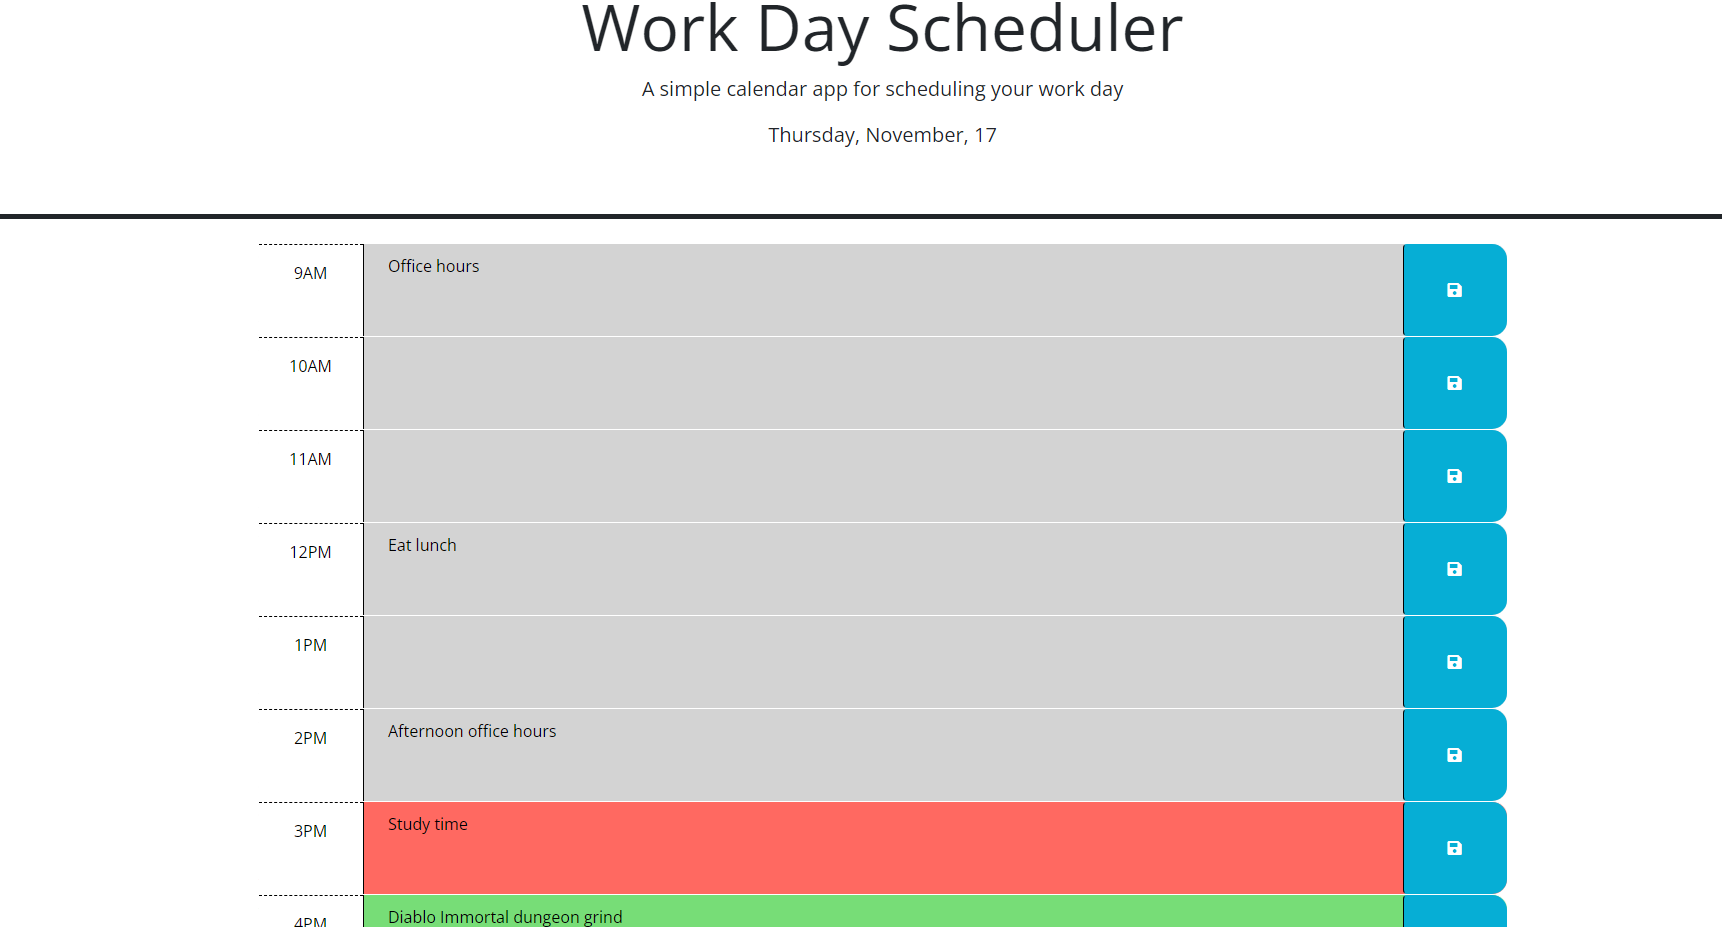 Work Day Scheduler
A simple calendar app for scheduling your work day
Thursday, November, 17
9AM Office hours
10AM
11AM
12PM Eat lunch
1PM
2PM Afternoon office hours
3PM Study time
4PM Diablo Immortal dungeon grind